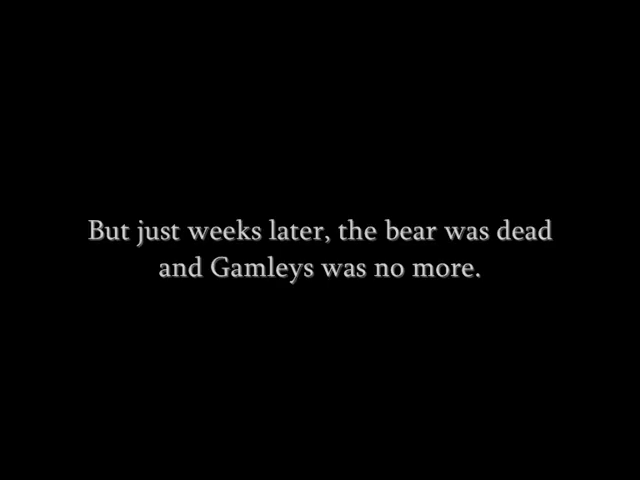 But just weeks later, the bear was dead
and Gamleys was no more.